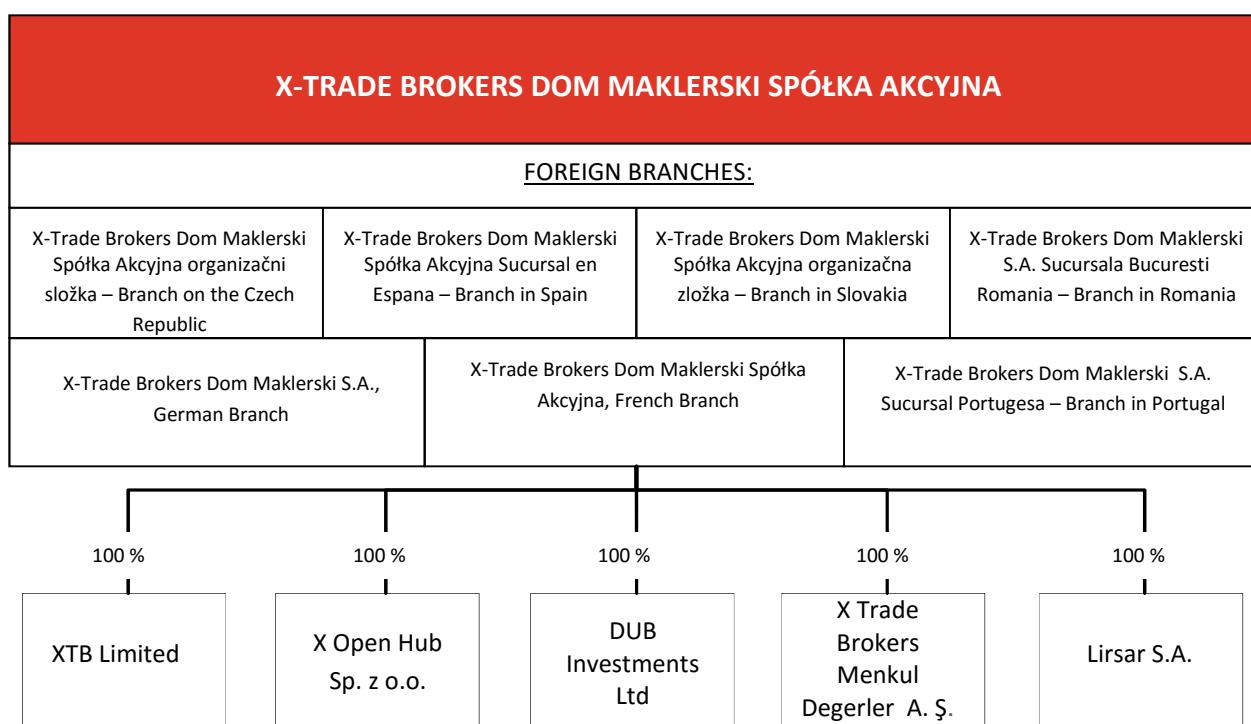 X-TRADE BROKERS DOM MAKLERSKI SPÓŁKA AKCYJNA
FOREIGN BRANCHES:
X-Trade Brokers Dom Maklerski
Spółka Akcyjna organizačni
složka – Branch on the Czech
Republic
X-Trade Brokers Dom Maklerski
Spółka Akcyjna Sucursal en
Espana – Branch in Spain
X-Trade Brokers Dom Maklerski
Spółka Akcyjna organizačna
zložka – Branch in Slovakia
X-Trade Brokers Dom Maklerski
S.A. Sucursala Bucuresti
Romania – Branch in Romania
X-Trade Brokers Dom Maklerski S.A.,
German Branch
X-Trade Brokers Dom Maklerski Spółka
Akcyjna, French Branch
X-Trade Brokers Dom Maklerski S.A.
Sucursal Portugesa – Branch in Portugal
100 %
100 %
100 %
100 %
100 %
XTB Limited
X Open Hub
Sp. z o.o.
DUB
Investments
Ltd
X Trade
Brokers
Menkul
Degerler A. Ş.
Lirsar S.A.